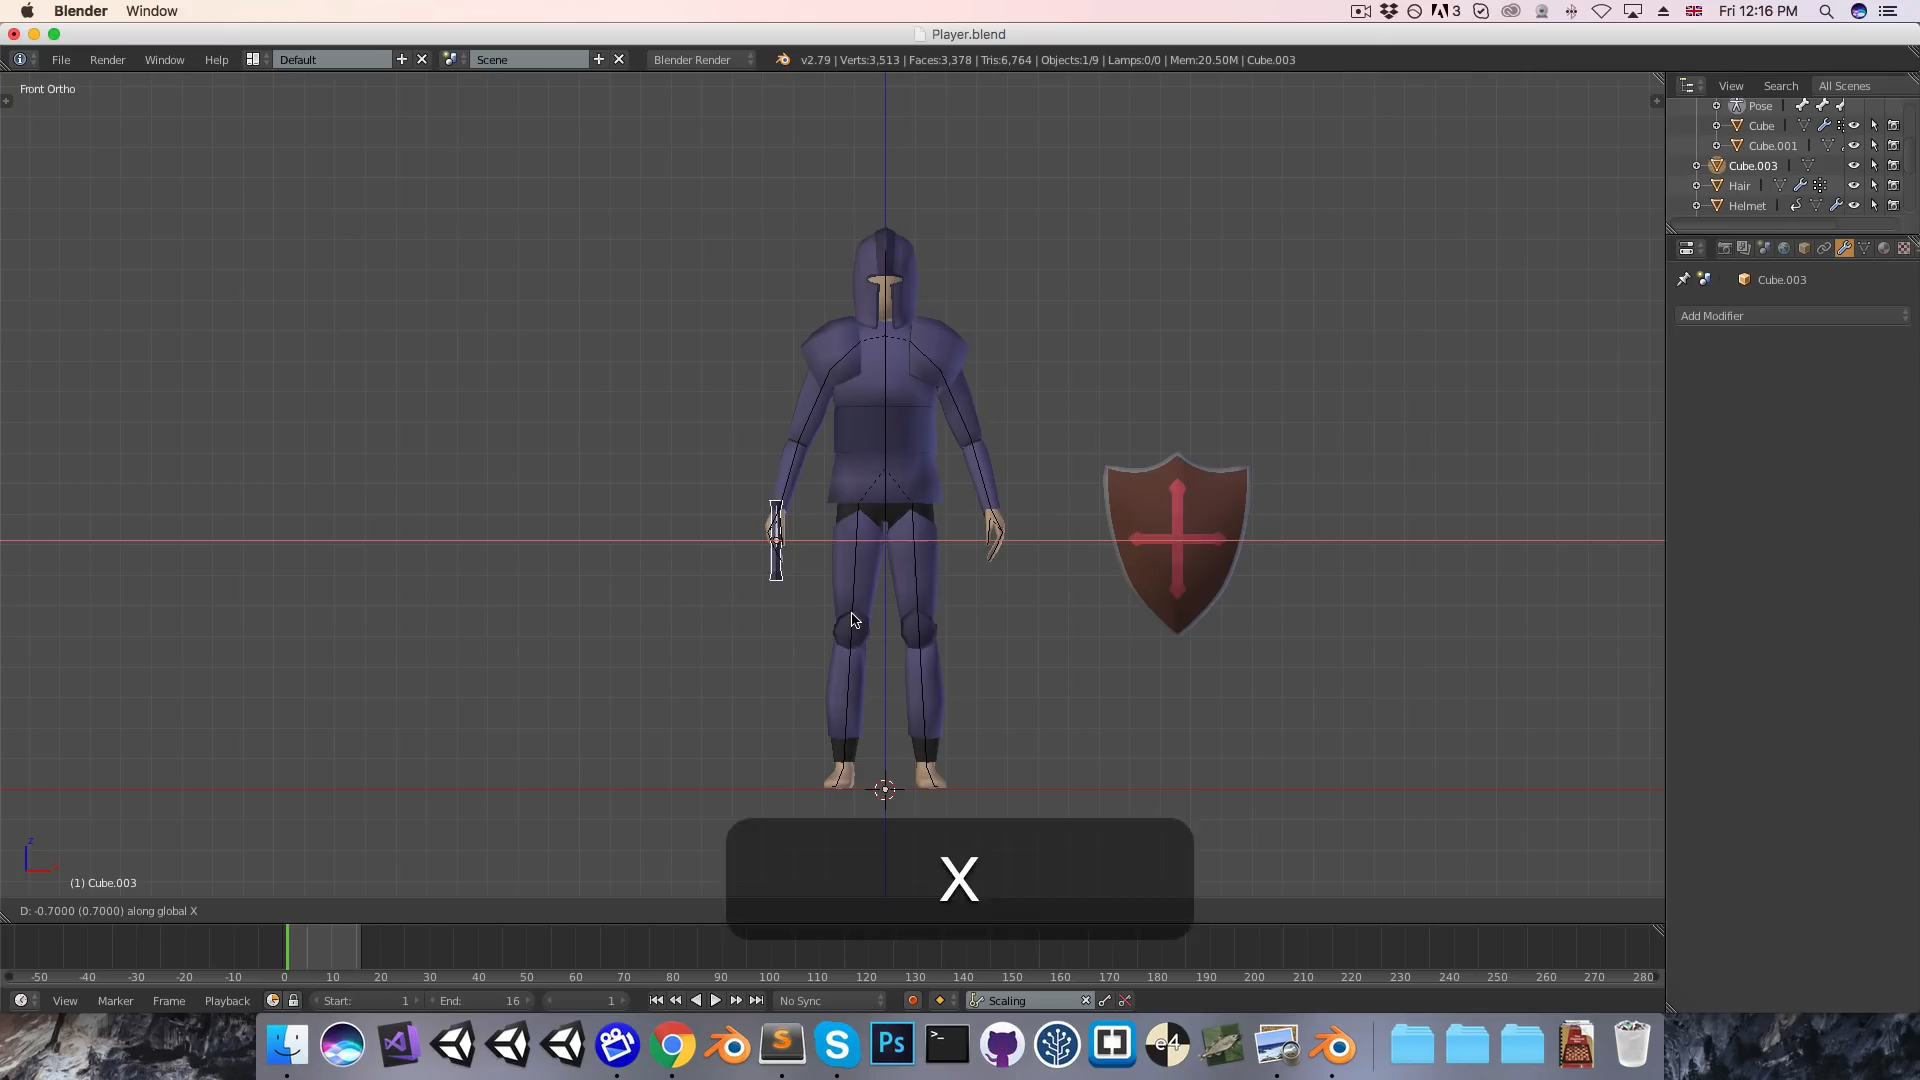 Blender Window
3
Fri 12:16 PM
Player.blend
File Render Window Help Default Scene Blender Render v2.79 | Verts:3,513 | Faces:3,378 | Tris:6,764 | Objects:1/9 | Lamps:0/0 | Mem:20.50M | Cube.003
View Search All Scenes
Front Ortho
Pose
Cube
Cube.001
Cube.003
Hair
Helmet
Cube.003
Add Modifier
X
z
(1) Cube.003
D: -0.7000 (0.7000) along global X
-50 -40 -30 -20 -10 0 10 20 30 40 50 60 70 80 90 100 110 120 130 140 150 160 170 180 190 200 210 220 230 240 250 260 270 280
View Marker Frame Playback Start: 1 End: 16 1 No Sync Scaling
S S Ps >_ e4